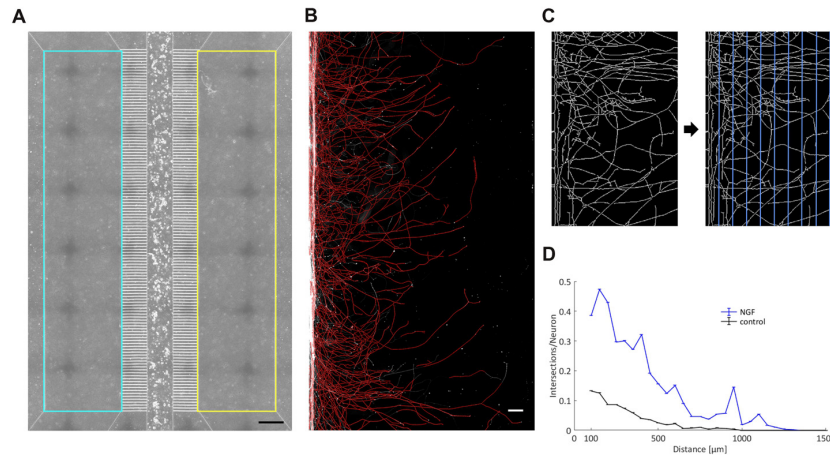 A
B
C
D
0.5
0.4
0.3
0.2
0.1
0
Intersections/Neuron
NGF
control
0 100 500 1000 150
Distance [µm]